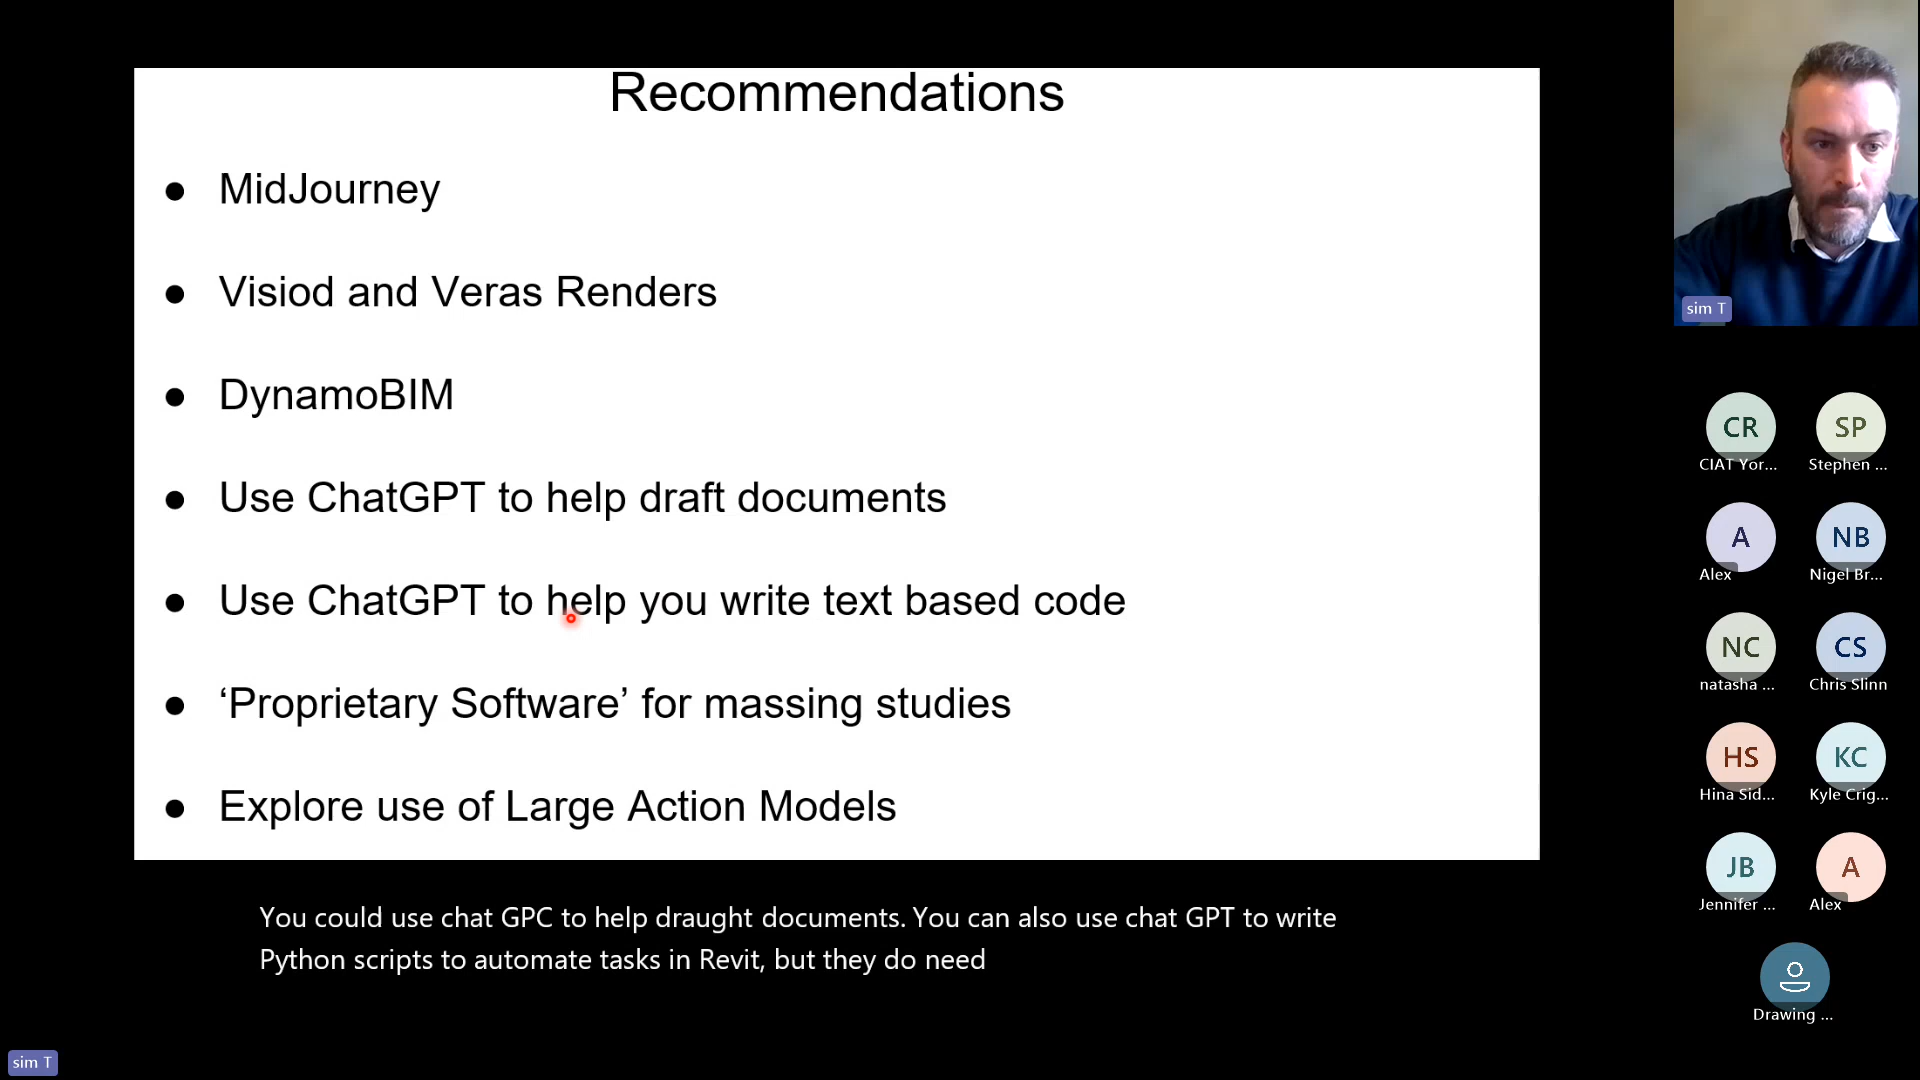 Recommendations
● MidJourney
● Visiod and Veras Renders
● DynamoBIM
● Use ChatGPT to help draft documents
● Use ChatGPT to help you write text based code
● ‘Proprietary Software’ for massing studies
● Explore use of Large Action Models
You could use chat GPC to help draught documents. You can also use chat GPT to write
Python scripts to automate tasks in Revit, but they do need
sim T
sim T
CR SP
CIAT Yor... Stephen ...
A NB
Alex Nigel Br...
NC CS
natasha ... Chris Slinn
HS KC
Hina Sid... Kyle Crig...
JB A
Jennifer ... Alex
Drawing ...